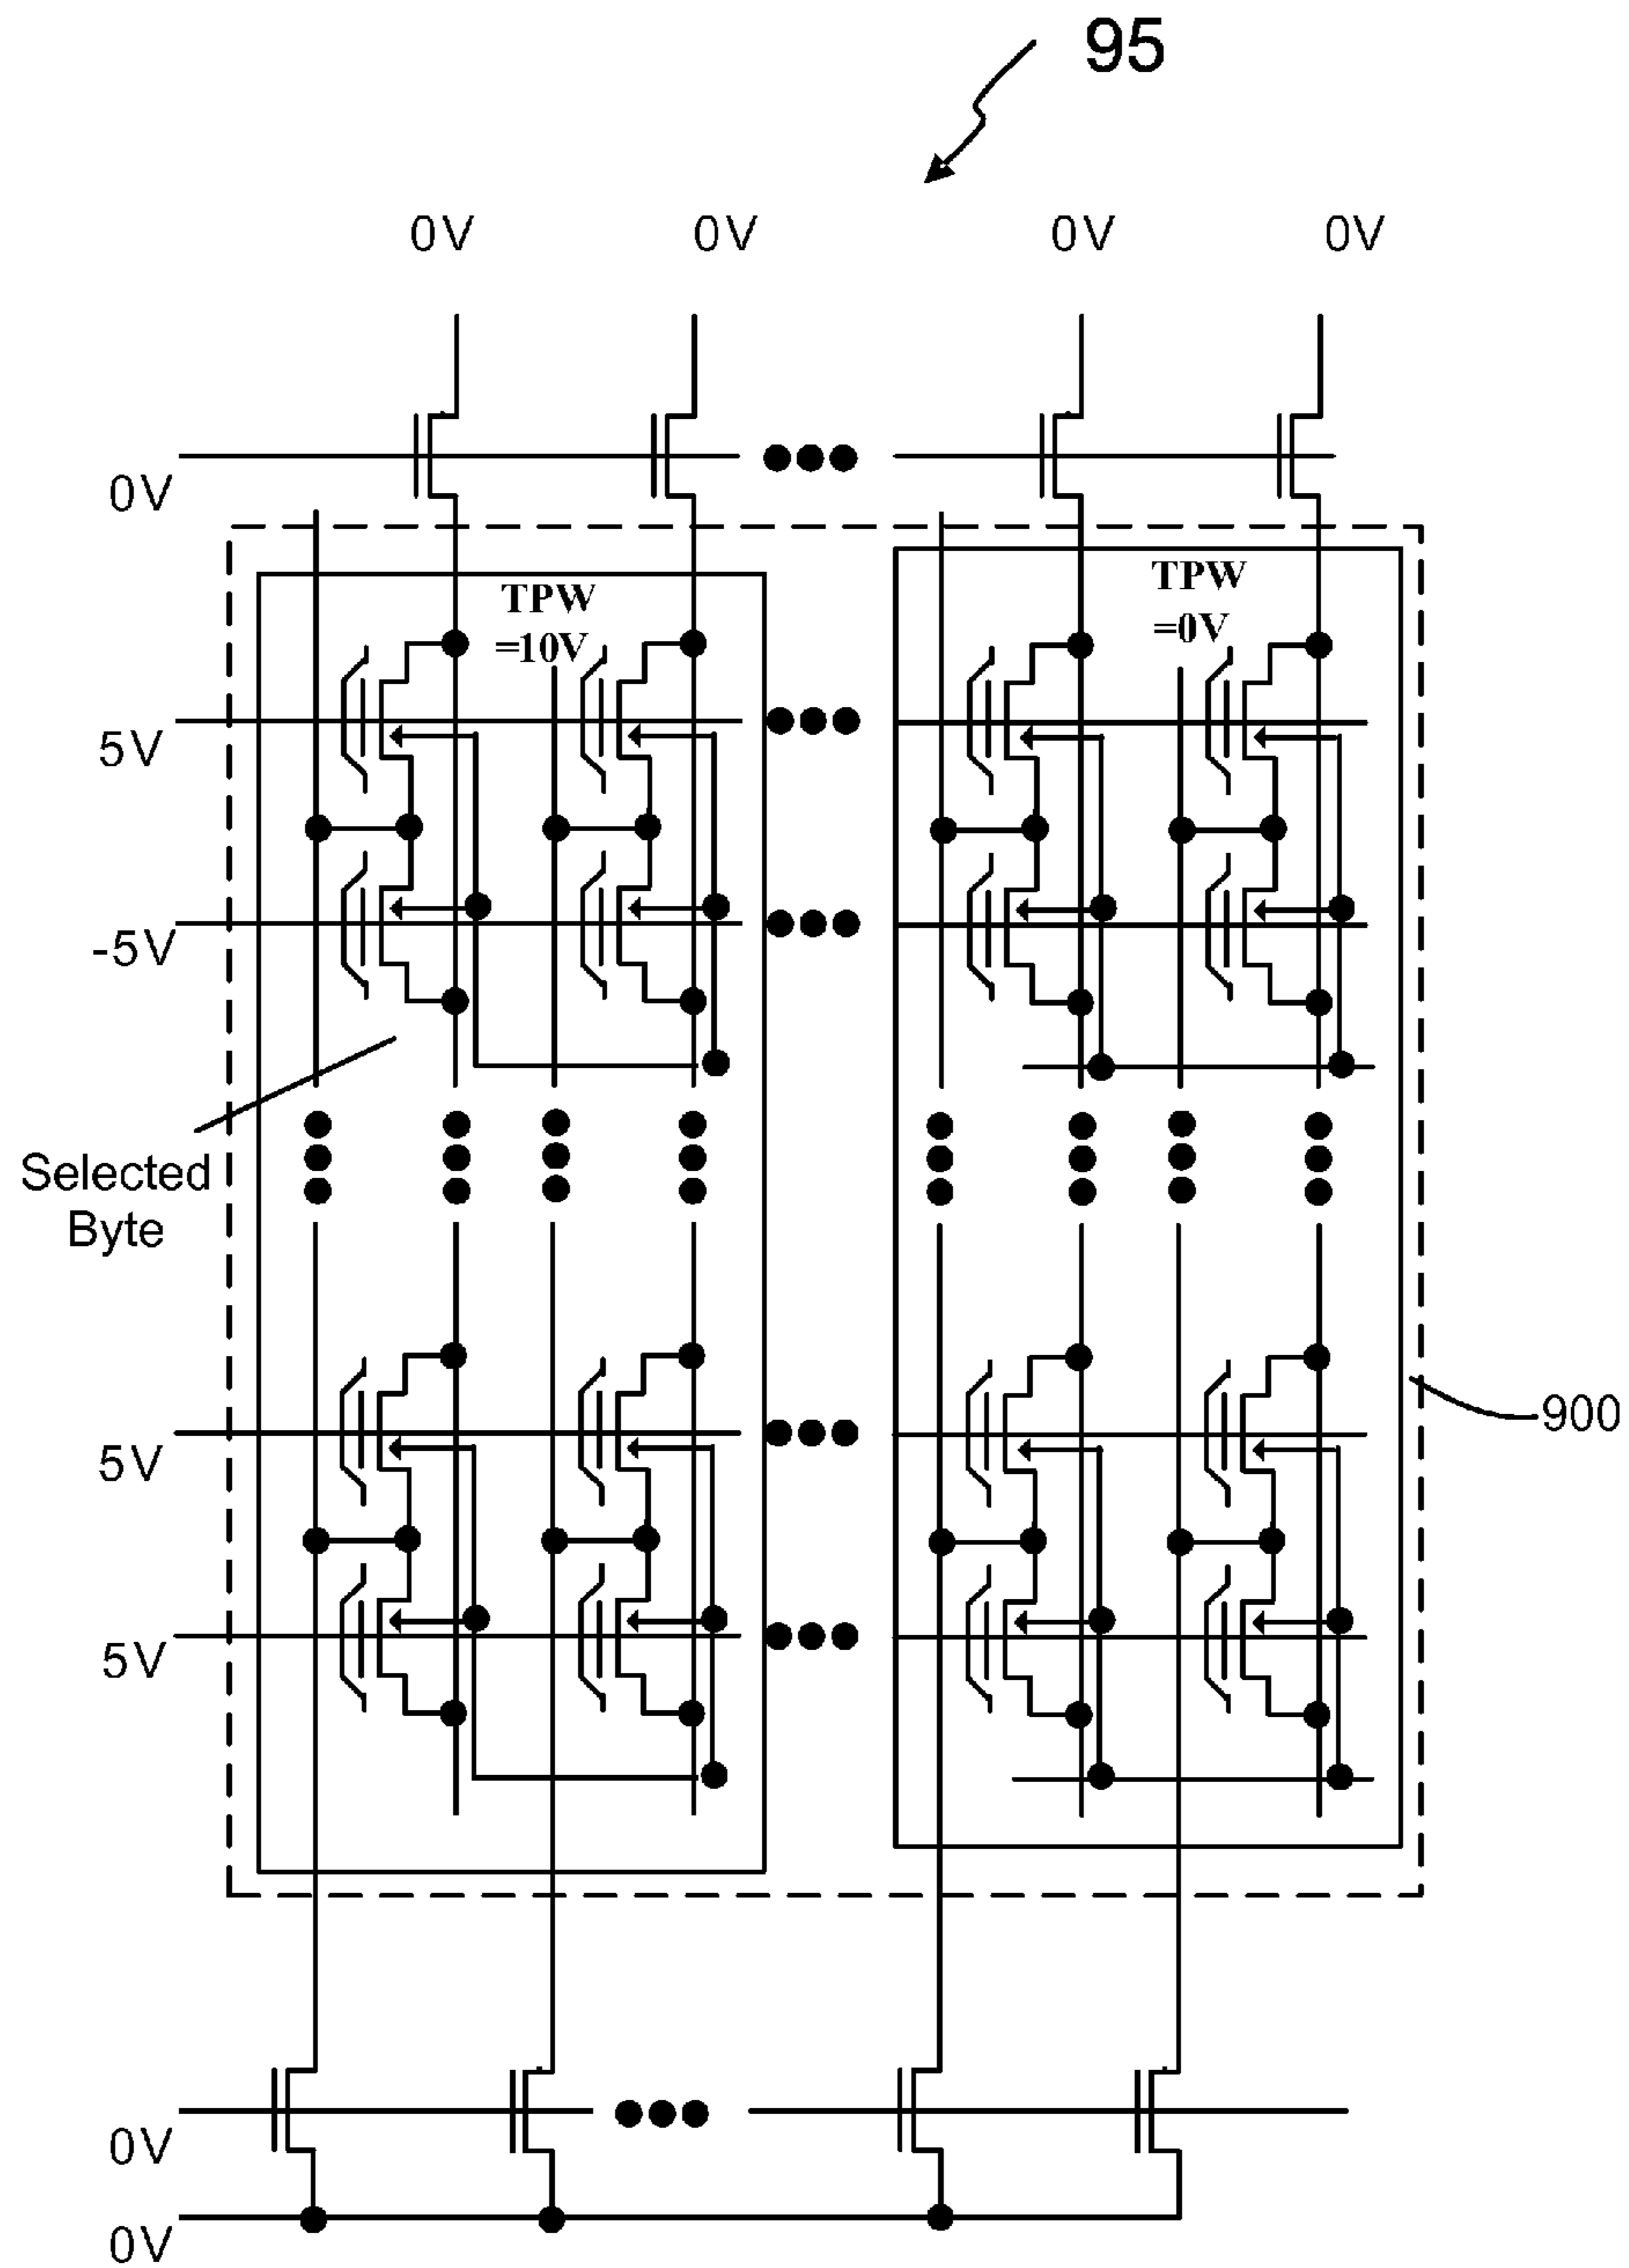 95
0V 0V 0V 0V
0V
TPW
=10V
TPW
=0V
5V
-5V
Selected
Byte
900
5V
5V
0V
0V